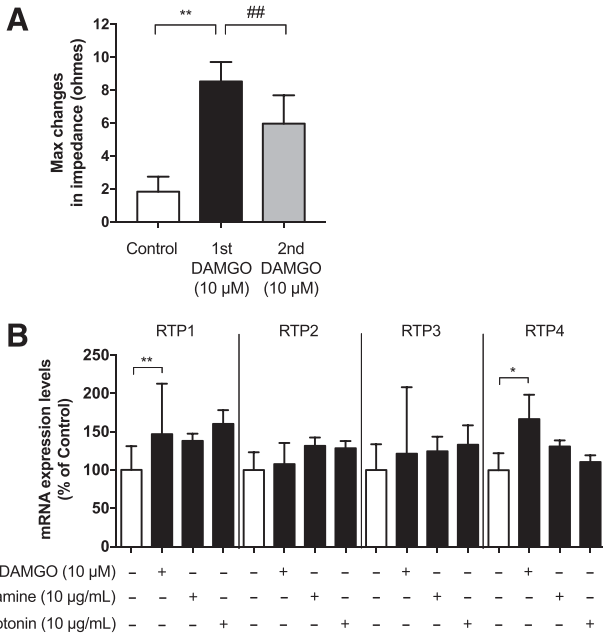 A
Max changes
in impedance (ohmes)
12
10
8
6
4
2
0
** ##
Control 1st DAMGO (10 µM) 2nd DAMGO (10 µM)
B
RTP1 RTP2 RTP3 RTP4
mRNA expression levels
(% of Control)
250
200
150
100
50
0
** *
DAMGO (10 µM) – + – – – + – – – + – – – + – –
amine (10 µg/mL) – – + – – – + – – – + – – – + –
otonin (10 µg/mL) – – – + – – – + – – – + – – – +